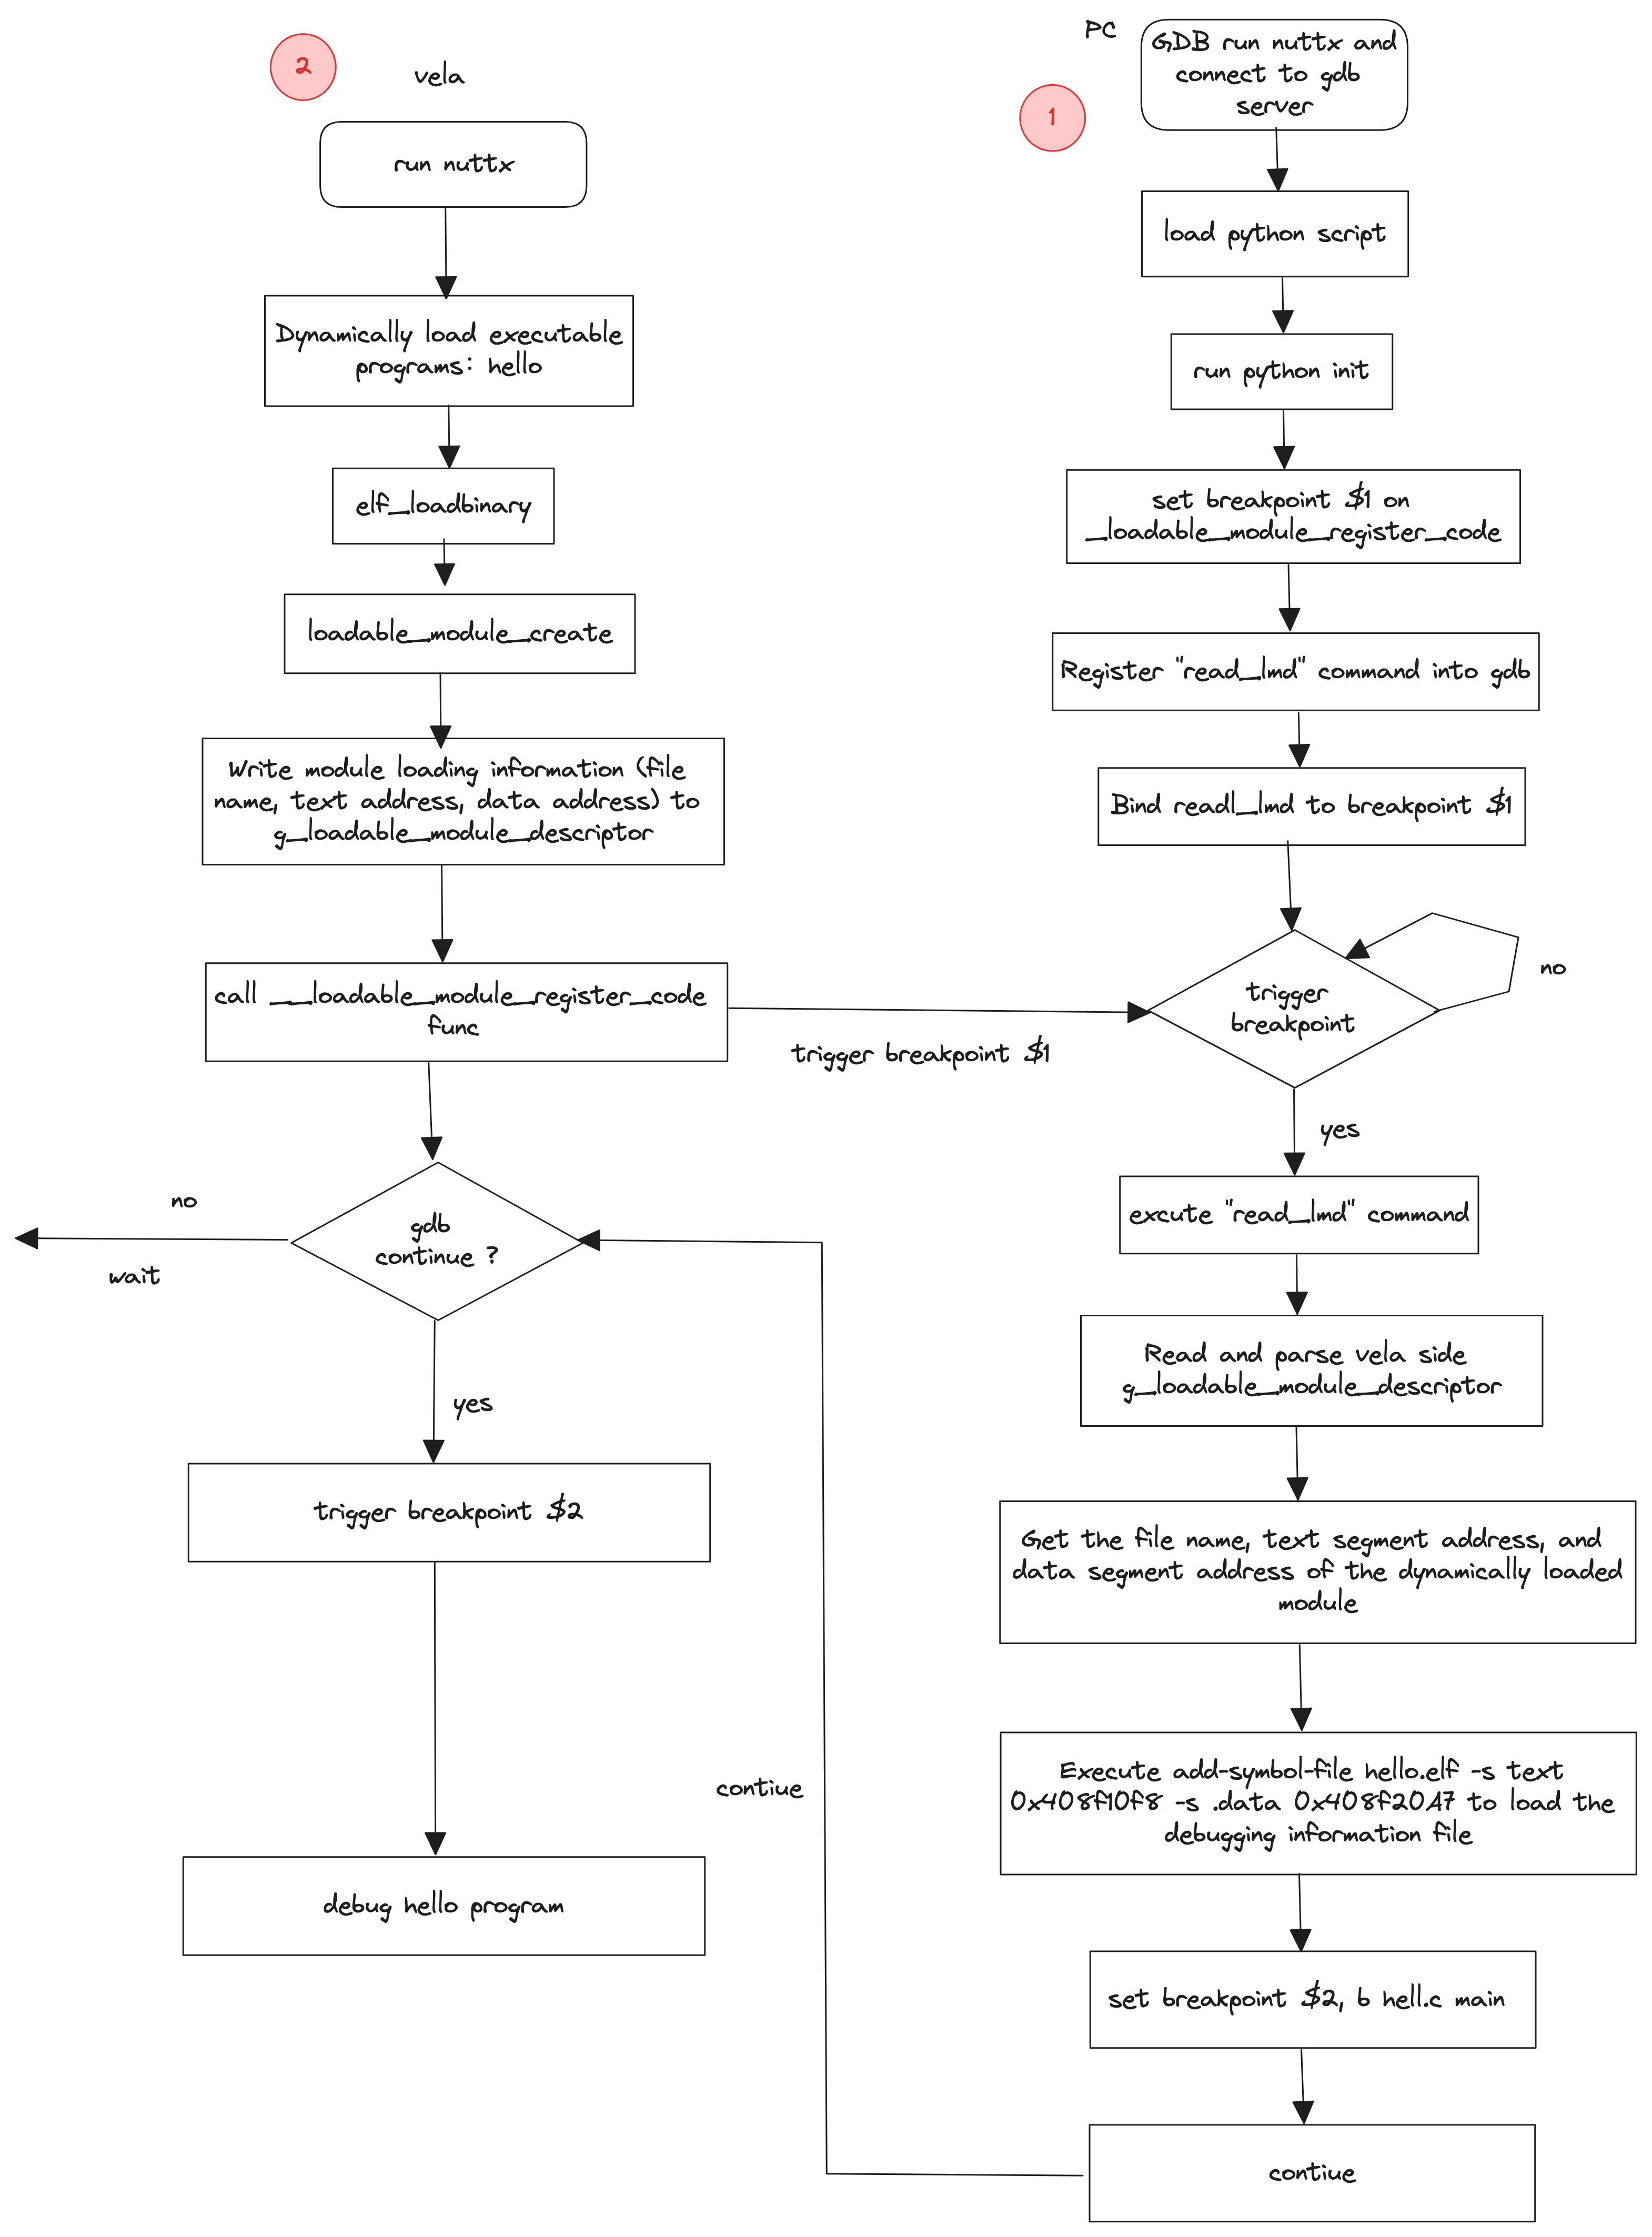 2
vela
run nuttx
Dynamically load executable
programs: hello
elf_loadbinary
loadable_module_create
Write module loading information (file
name, text address, data address) to
g_loadable_module_descriptor
call __loadable_module_register_code
func
trigger breakpoint $1
gdb
continue ?
no
wait
yes
trigger breakpoint $2
debug hello program
PC
1
GDB run nuttx and
connect to gdb
server
load python script
run python init
set breakpoint $1 on
_loadable_module_register_code
Register "read_lmd" command into gdb
Bind readl_lmd to breakpoint $1
trigger
breakpoint
no
yes
execute "read_lmd" command
Read and parse vela side
g_loadable_module_descriptor
Get the file name, text segment address, and
data segment address of the dynamically loaded
module
Execute add-symbol-file hello.elf -s text
0x408f10f8 -s .data 0x408f20A7 to load the
debugging information file
set breakpoint $2, b hell.c main
contiue
contiue